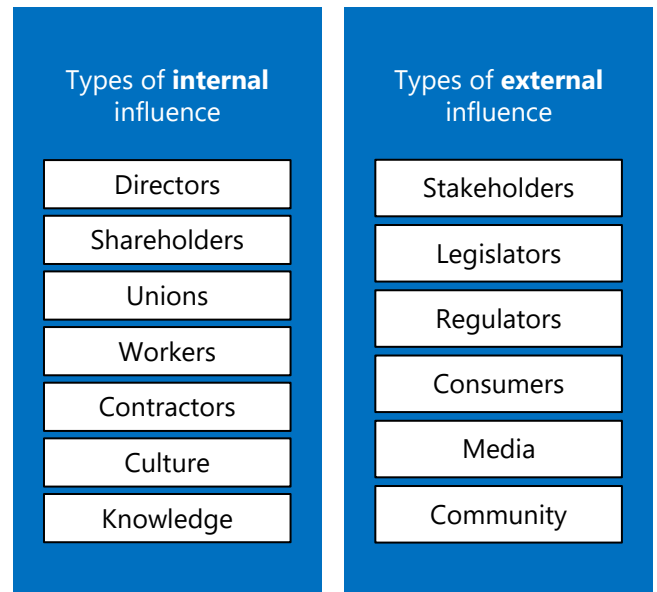 Types of internal
influence
Directors
Shareholders
Unions
Workers
Contractors
Culture
Knowledge
Types of external
influence
Stakeholders
Legislators
Regulators
Consumers
Media
Community